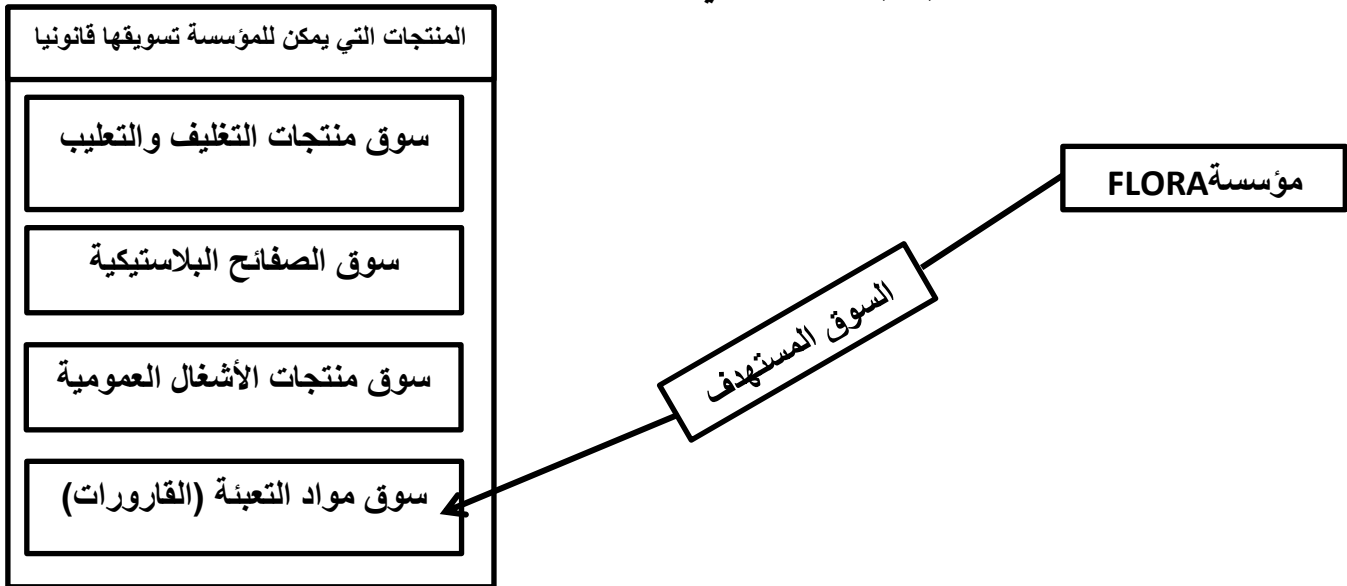 المنتجات التي يمكن للمؤسسة تسويقها قانونيا
سوق منتجات التغليف والتعليب
مؤسسةFLORA
سوق الصفائح البلاستيكية
السوق المستهدف
سوق منتجات الأشغال العمومية
سوق مواد التعبئة (القارورات)